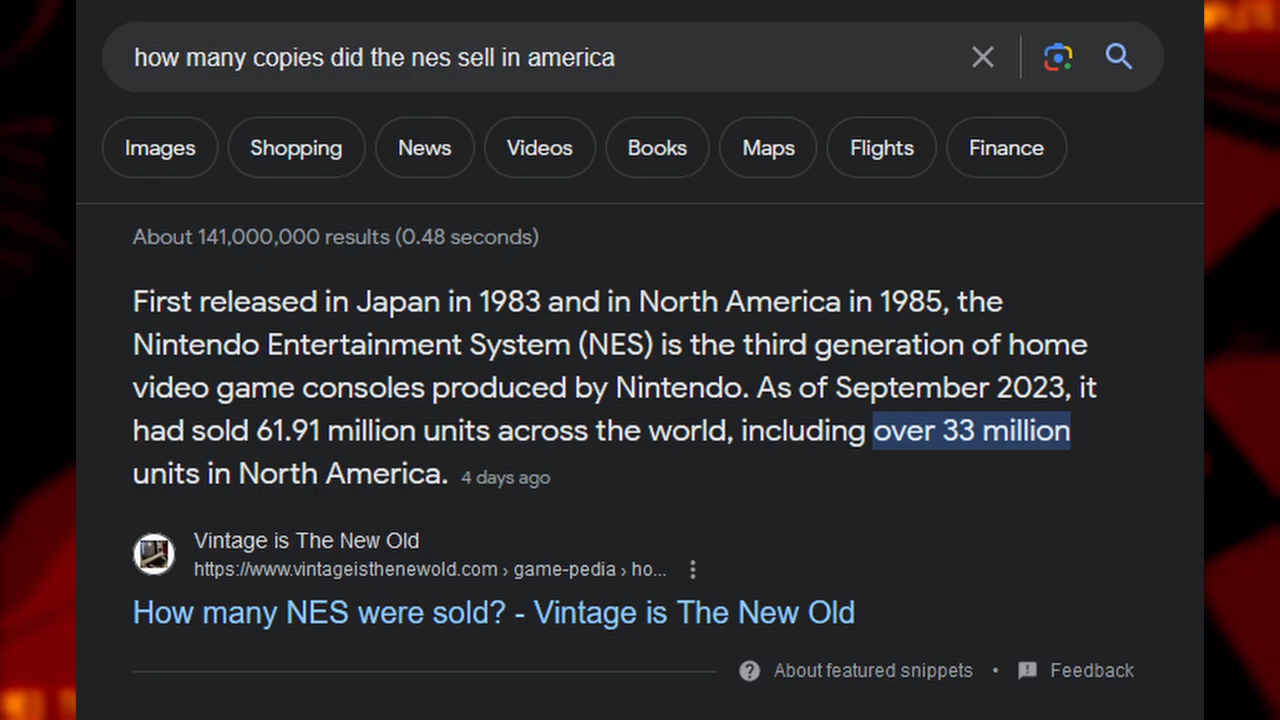 how many copies did the nes sell in america
Images Shopping News Videos Books Maps Flights Finance
About 141,000,000 results (0.48 seconds)
First released in Japan in 1983 and in North America in 1985, the
Nintendo Entertainment System (NES) is the third generation of home
video game consoles produced by Nintendo. As of September 2023, it
had sold 61.91 million units across the world, including over 33 million
units in North America. 4 days ago
Vintage is The New Old
https://www.vintageisthenewold.com › game-pedia › ho...
How many NES were sold? - Vintage is The New Old
About featured snippets • Feedback